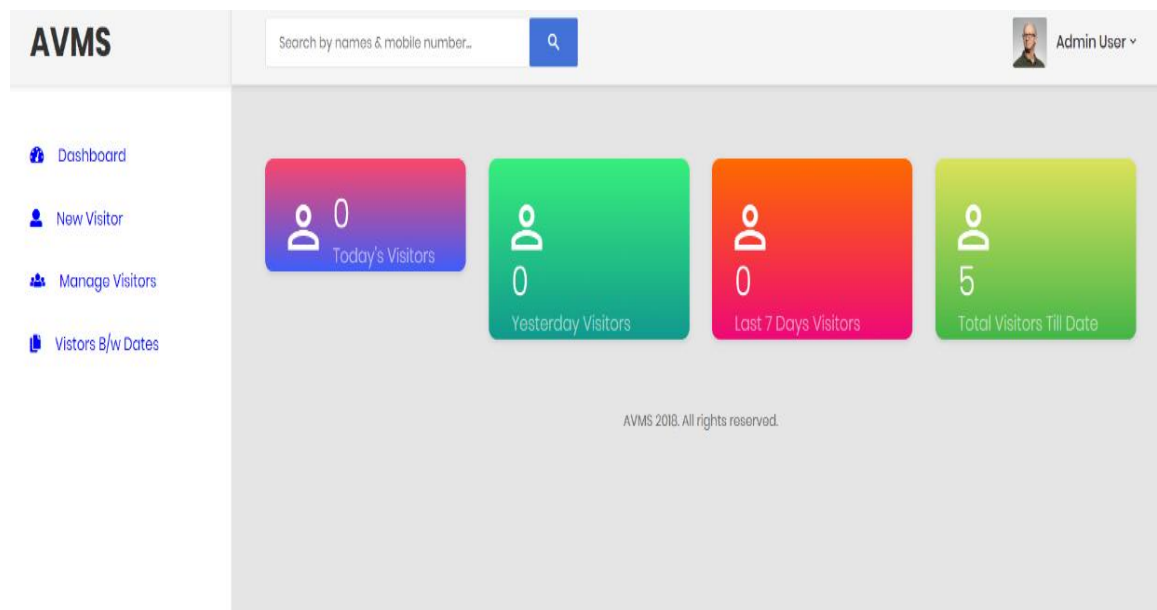 AVMS
Search by names & mobile number...
Admin User
Dashboard
New Visitor
Manage Visitors
Vistors B/w Dates
0
Today's Visitors
0
Yesterday Visitors
0
Last 7 Days Visitors
5
Total Visitors Till Date
AVMS 2018. All rights reserved.